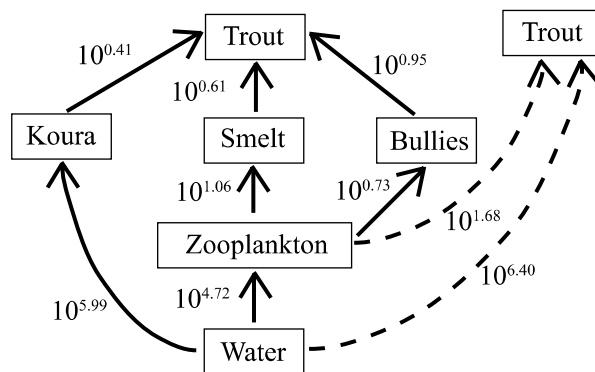 Trout
Trout
10^0.41
10^0.61
10^0.95
Koura
Smelt
Bullies
10^1.06
10^0.73
10^1.68
Zooplankton
10^6.40
10^5.99
10^4.72
Water